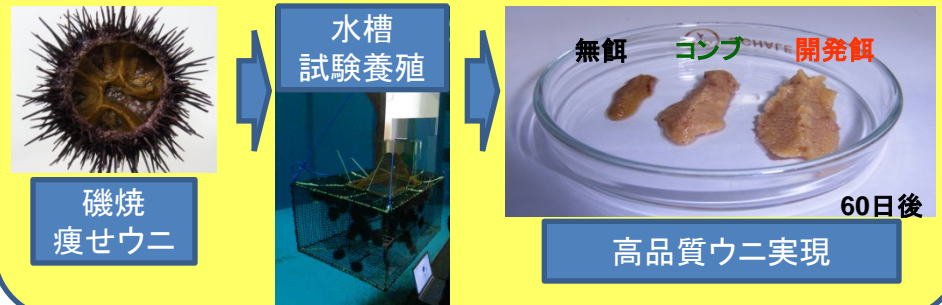 磯焼
痩せウニ
水槽
試験養殖
無餌
コンブ
開発餌
60日後
高品質ウニ実現